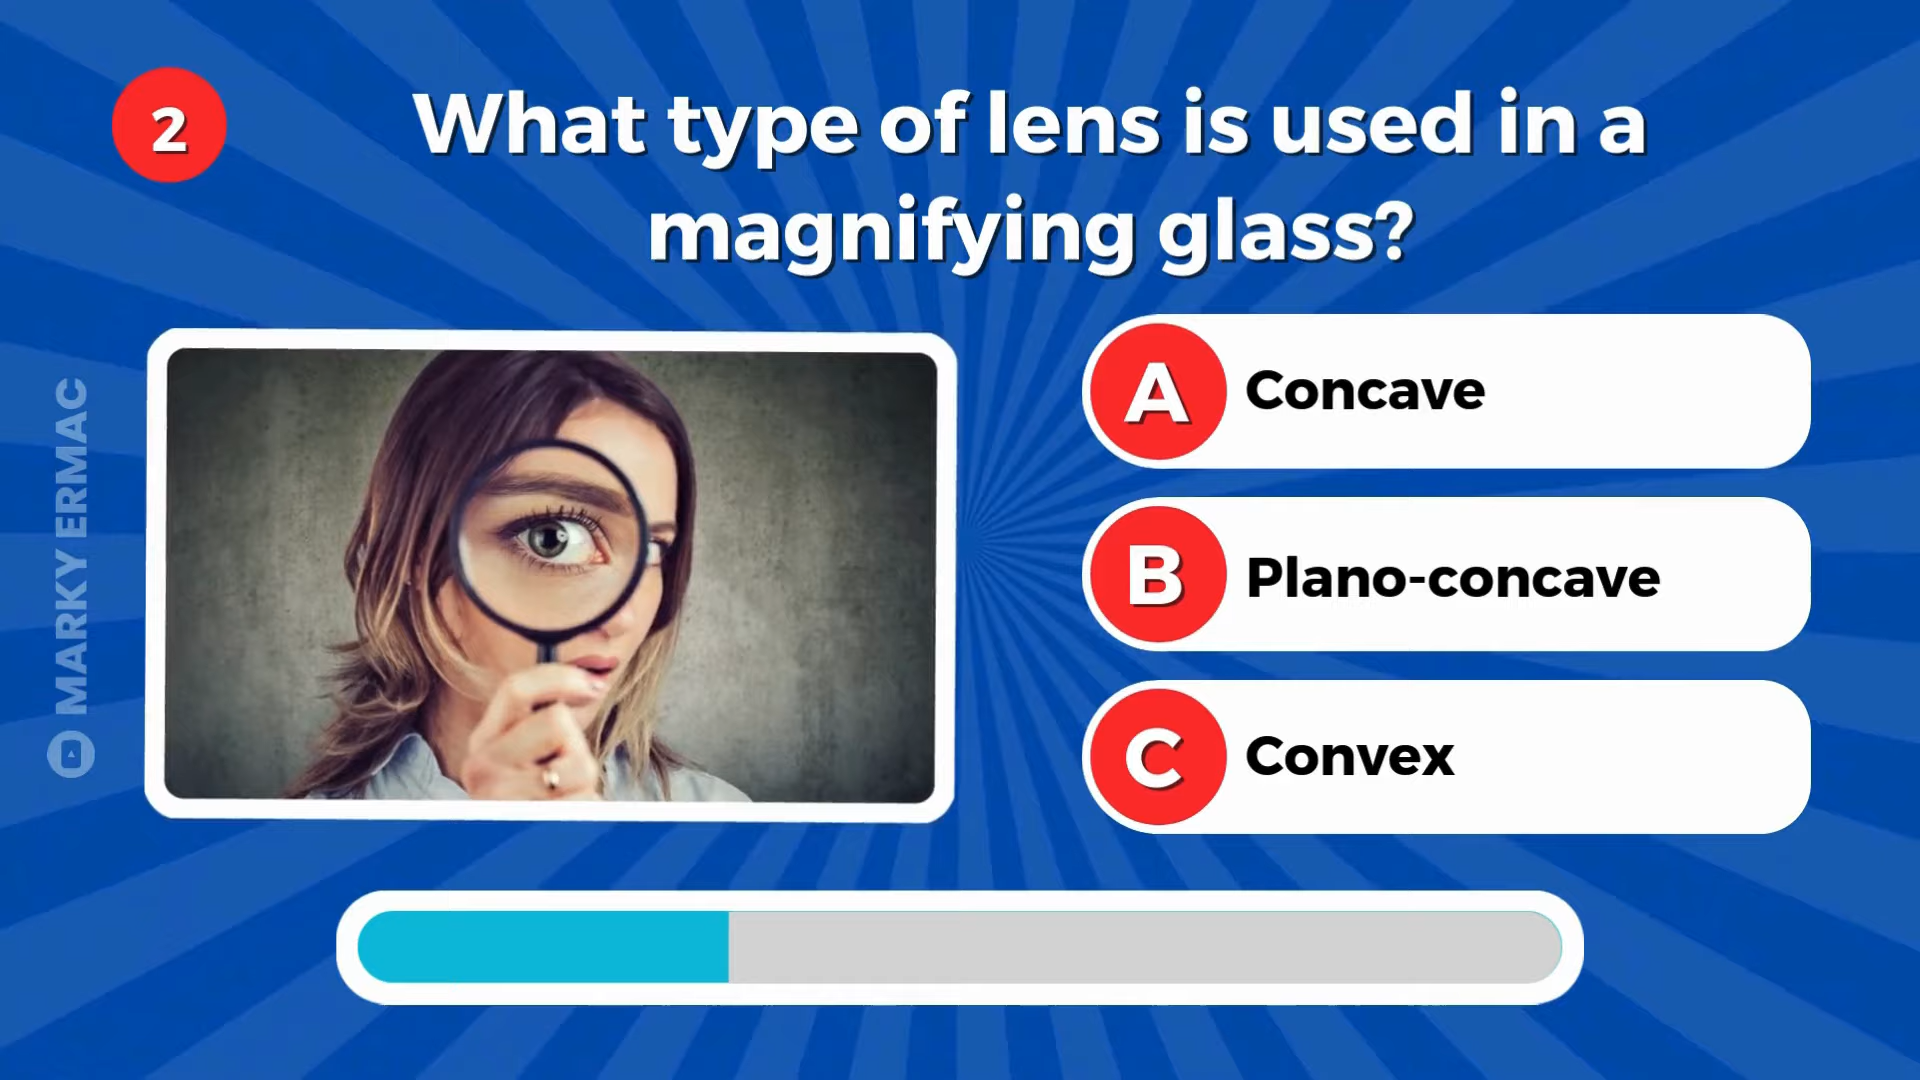 2
What type of lens is used in a
magnifying glass?
A Concave
B Plano-concave
C Convex
MARKY ERMAC